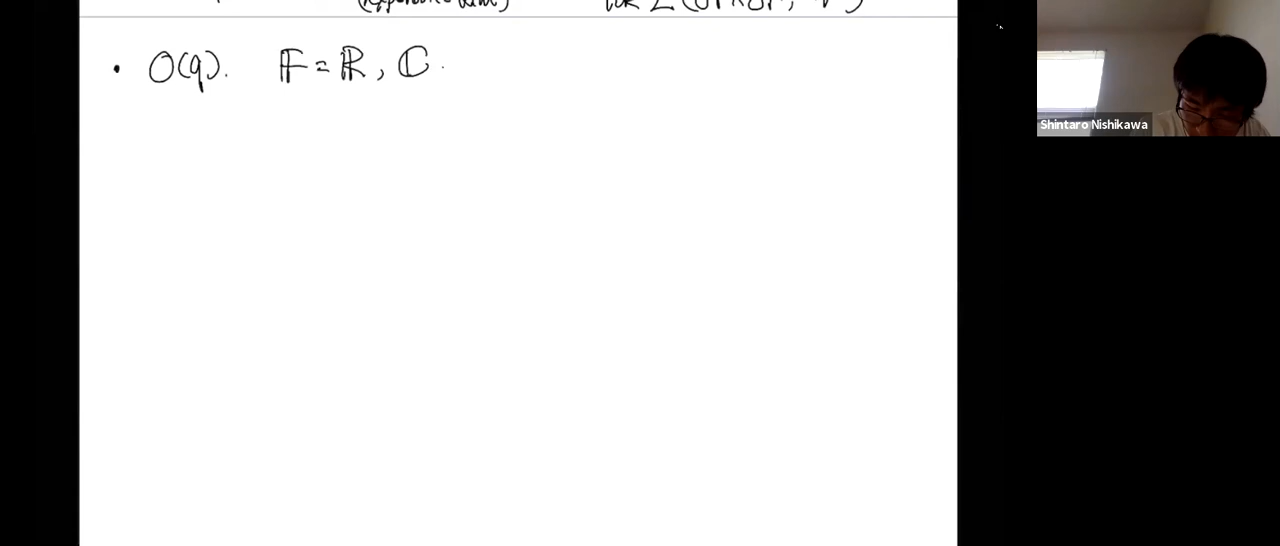 • O(q). 𝔽 = ℝ, ℂ.
Shintaro Nishikawa